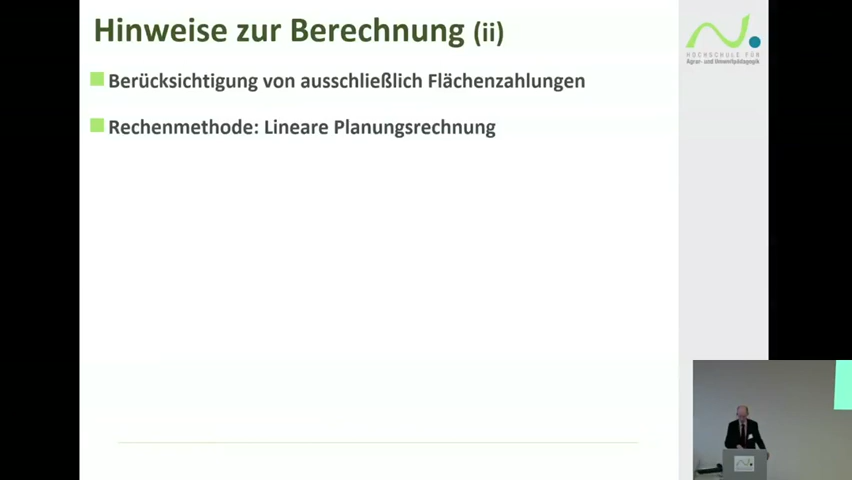 Hinweise zur Berechnung (ii)
Berücksichtigung von ausschließlich Flächenzahlungen
Rechenmethode: Lineare Planungsrechnung
HOCHSCHULE FÜR
Agrar- und Umweltpädagogik